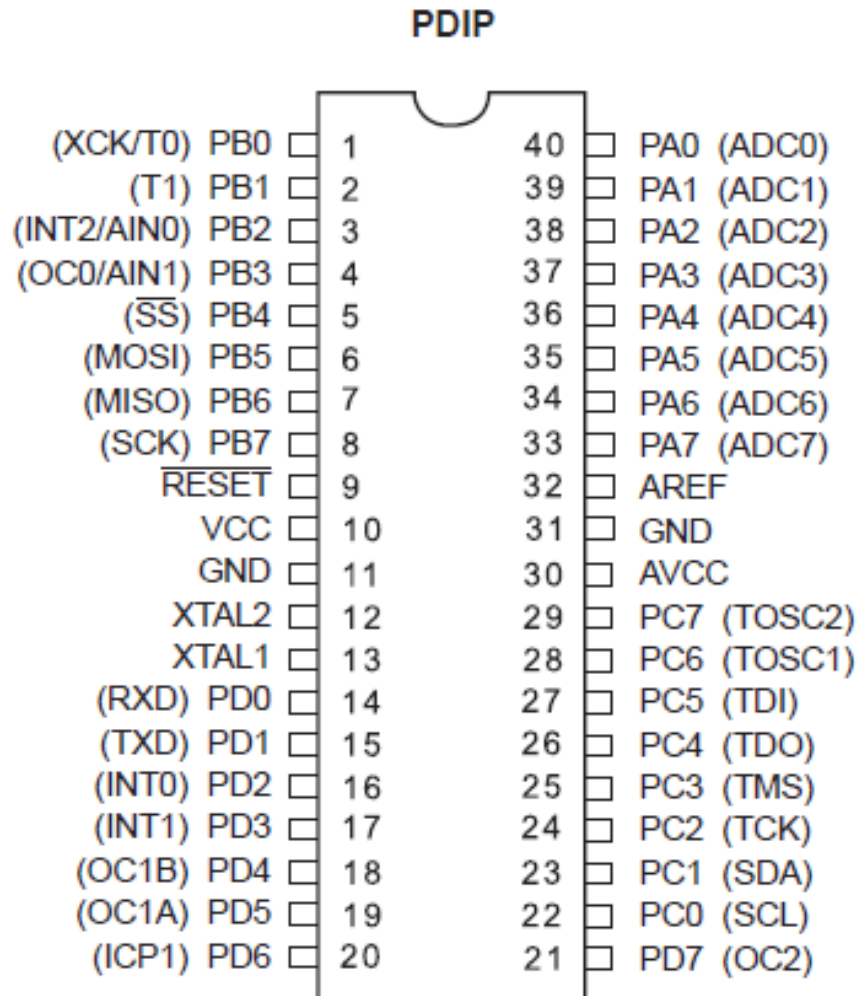 PDIP
(XCK/T0) PB0 1 40 PA0 (ADC0)
(T1) PB1 2 39 PA1 (ADC1)
(INT2/AIN0) PB2 3 38 PA2 (ADC2)
(OC0/AIN1) PB3 4 37 PA3 (ADC3)
(S̅S̅) PB4 5 36 PA4 (ADC4)
(MOSI) PB5 6 35 PA5 (ADC5)
(MISO) PB6 7 34 PA6 (ADC6)
(SCK) PB7 8 33 PA7 (ADC7)
R̅E̅S̅E̅T̅ 9 32 AREF
VCC 10 31 GND
GND 11 30 AVCC
XTAL2 12 29 PC7 (TOSC2)
XTAL1 13 28 PC6 (TOSC1)
(RXD) PD0 14 27 PC5 (TDI)
(TXD) PD1 15 26 PC4 (TDO)
(INT0) PD2 16 25 PC3 (TMS)
(INT1) PD3 17 24 PC2 (TCK)
(OC1B) PD4 18 23 PC1 (SDA)
(OC1A) PD5 19 22 PC0 (SCL)
(ICP1) PD6 20 21 PD7 (OC2)